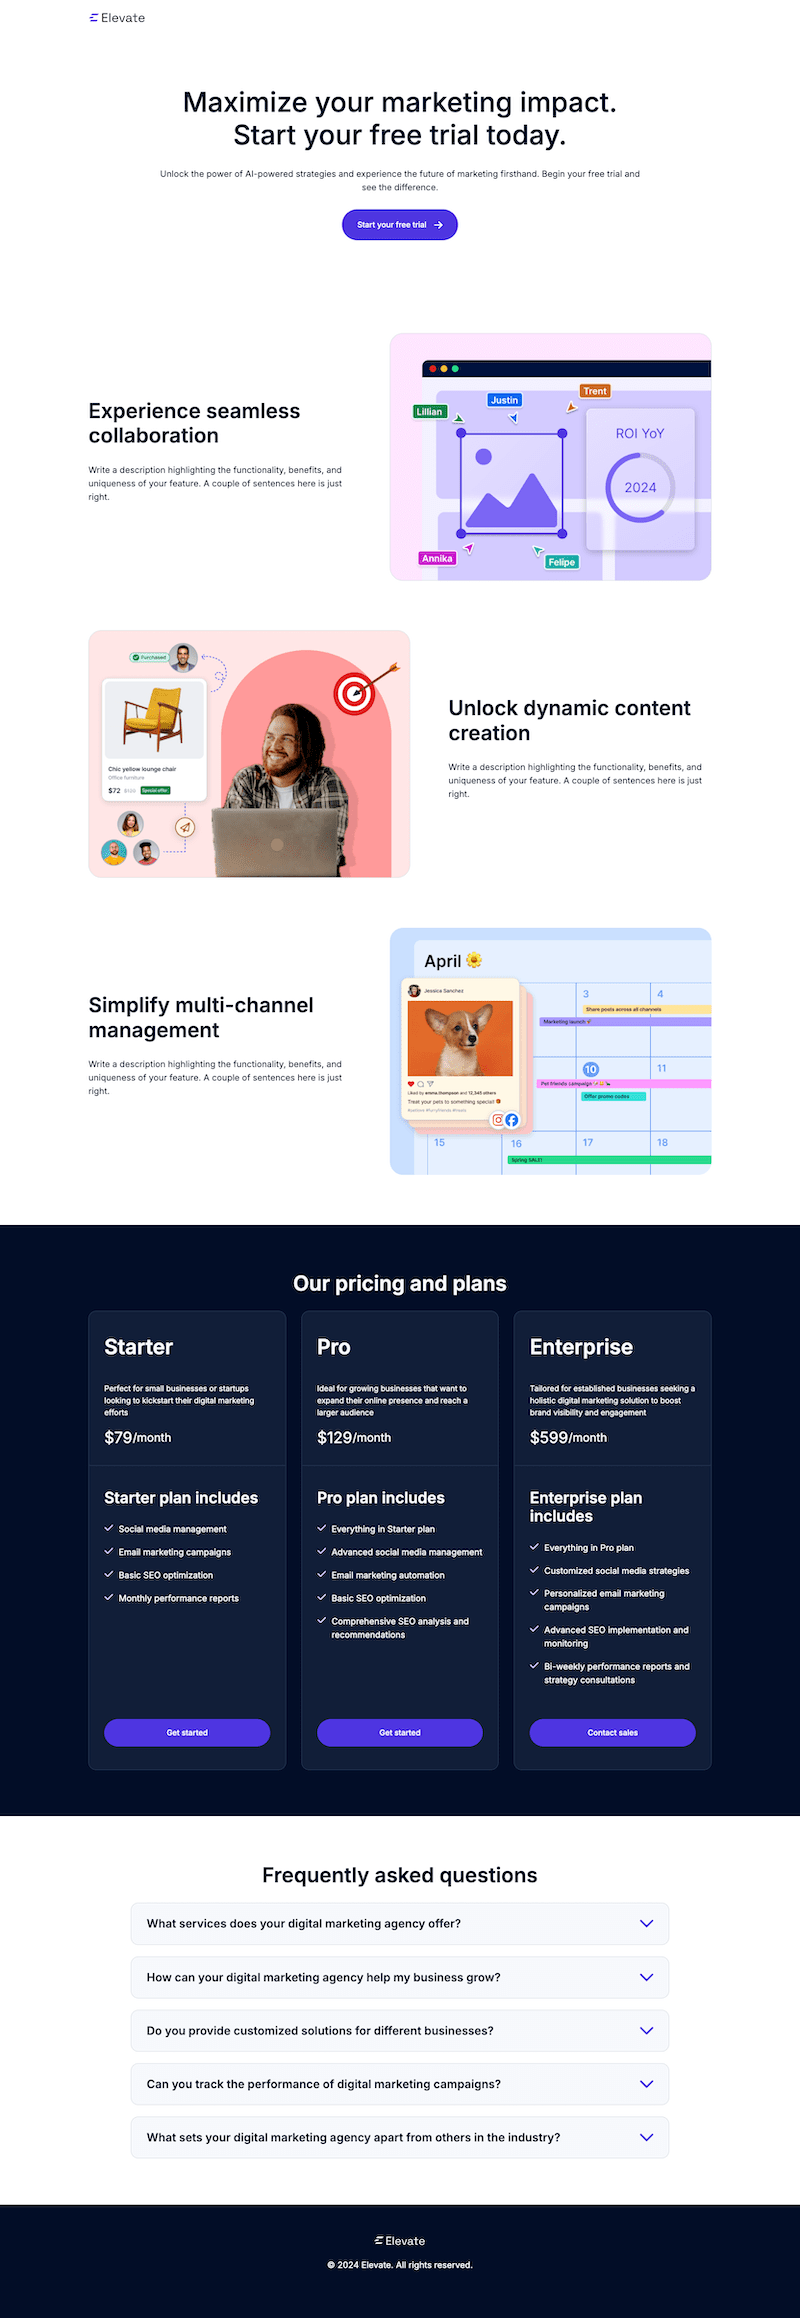 Elevate
Maximize your marketing impact.
Start your free trial today.
Unlock the power of AI-powered strategies and experience the future of marketing firsthand. Begin your free trial and
see the difference.
Start your free trial
Experience seamless
collaboration
Write a description highlighting the functionality, benefits, and
uniqueness of your feature. A couple of sentences here is just
right.
Lillian
Justin
Trent
ROI YoY
2024
Annika
Felipe
Purchased
Chic yellow lounge chair
Office furniture
$72 Special offer
Unlock dynamic content
creation
Write a description highlighting the functionality, benefits, and
uniqueness of your feature. A couple of sentences here is just
right.
Simplify multi-channel
management
Write a description highlighting the functionality, benefits, and
uniqueness of your feature. A couple of sentences here is just
right.
April
Jessica Sanchez
Liked by emma.thompson and 12,345 others
Treat your pets to something special!
3
4
Share posts across all channels
Marketing launch
10
11
Pet friends campaign
Offer promo codes
15
16
17
18
Spring SALE!
Our pricing and plans
Starter
Perfect for small businesses or startups
looking to kickstart their digital marketing
efforts
$79/month
Starter plan includes
Social media management
Email marketing campaigns
Basic SEO optimization
Monthly performance reports
Get started
Pro
Ideal for growing businesses that want to
expand their online presence and reach a
larger audience
$129/month
Pro plan includes
Everything in Starter plan
Advanced social media management
Email marketing automation
Basic SEO optimization
Comprehensive SEO analysis and
recommendations
Get started
Enterprise
Tailored for established businesses seeking a
holistic digital marketing solution to boost
brand visibility and engagement
$599/month
Enterprise plan
includes
Everything in Pro plan
Customized social media strategies
Personalized email marketing
campaigns
Advanced SEO implementation and
monitoring
Bi-weekly performance reports and
strategy consultations
Contact sales
Frequently asked questions
What services does your digital marketing agency offer?
How can your digital marketing agency help my business grow?
Do you provide customized solutions for different businesses?
Can you track the performance of digital marketing campaigns?
What sets your digital marketing agency apart from others in the industry?
Elevate
© 2024 Elevate. All rights reserved.